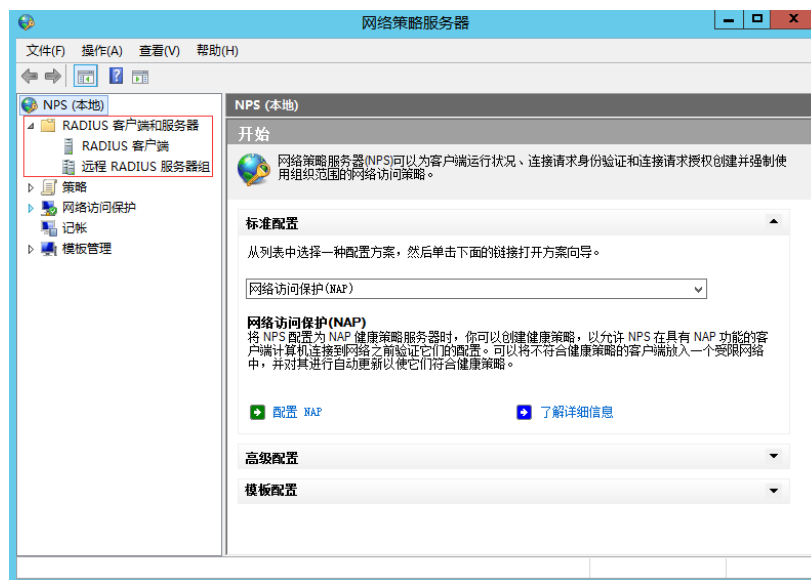 网络策略服务器
文件(F) 操作(A) 查看(V) 帮助(H)
NPS (本地)
RADIUS 客户端和服务器
RADIUS 客户端
远程 RADIUS 服务器组
策略
网络访问保护
记帐
模板管理
NPS (本地)
开始
网络策略服务器(NPS)可以为客户端运行状况、连接请求身份验证和连接请求授权创建并强制使
用组织范围的网络访问策略。
标准配置
从列表中选择一种配置方案，然后单击下面的链接打开方案向导。
网络访问保护(NAP)
网络访问保护(NAP)
将 NPS 配置为 NAP 健康策略服务器时，你可以创建健康策略，以允许 NPS 在具有 NAP 功能的客
户端计算机连接到网络之前验证它们的配置。可以将不符合健康策略的客户端放入一个受限网络
中，并对其进行自动更新以使它们符合健康策略。
配置 NAP
了解详细信息
高级配置
模板配置